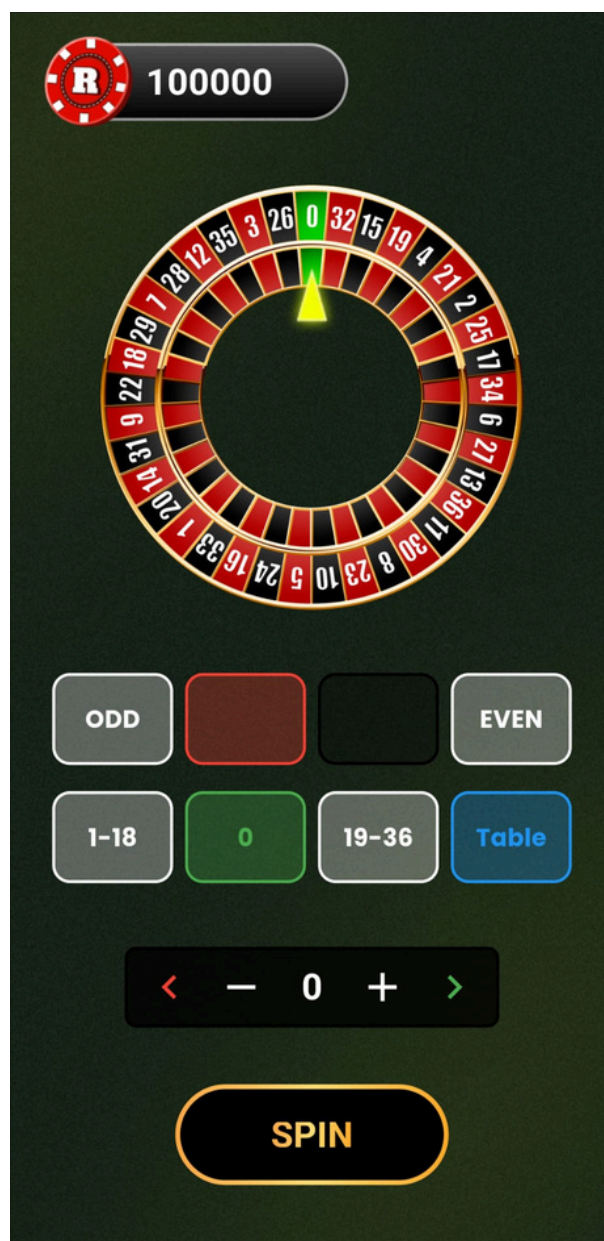 R 100000
0 32 15 19 4 21 2 25 17 34 6 27 13 36 11 30 8 23 10 5 24 16 33 1 20 14 31 9 22 18 29 7 28 12 35 3 26
ODD EVEN
1-18 0 19-36 Table
< − 0 + >
SPIN